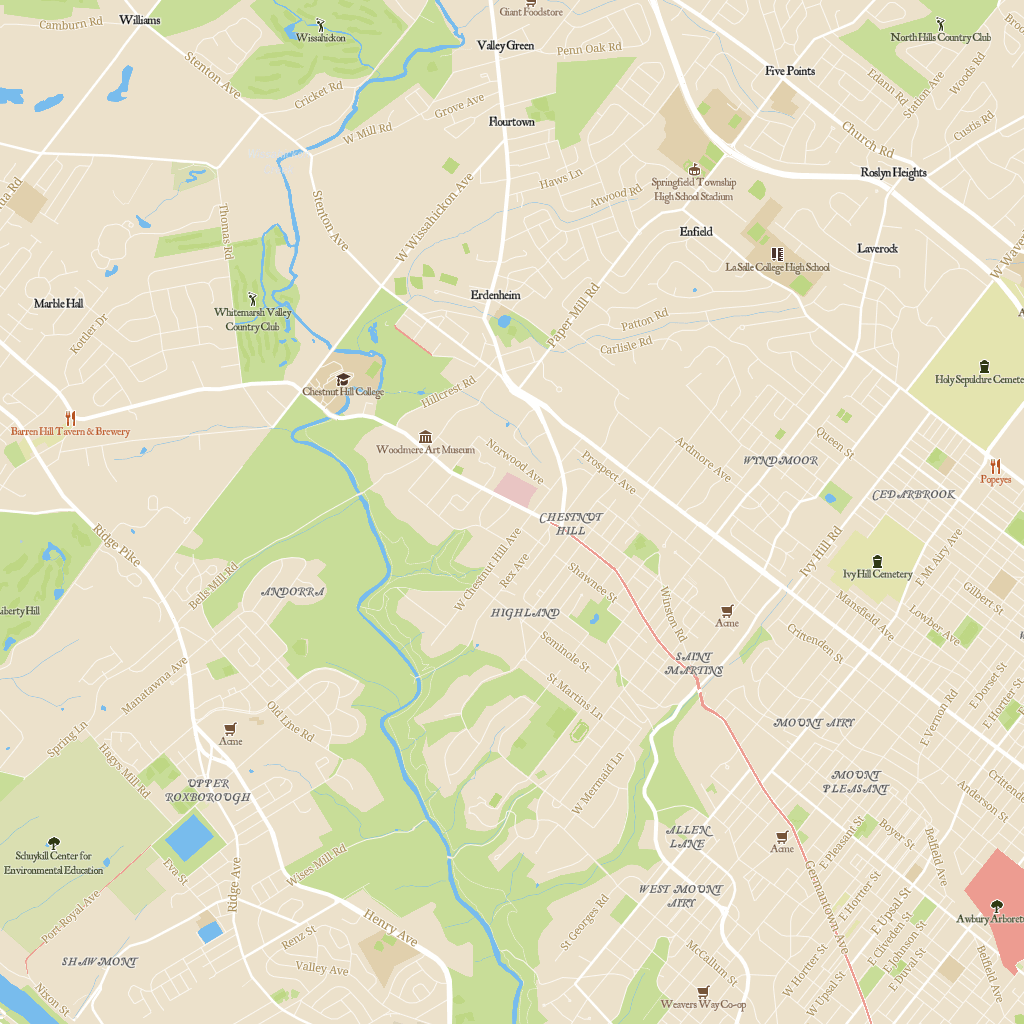 Camburn Rd
Williams
Wissahickon
Giant Foodstore
Valley Green
Penn Oak Rd
North Hills Country Club
Five Points
Stenton Ave
Cricket Rd
Grove Ave
Edann Rd
Station Ave
Woods Rd
Flourtown
W Mill Rd
Church Rd
Custis Rd
Haws Ln
Atwood Rd
Springfield Township
High School Stadium
Roslyn Heights
Stenton Ave
W Wissahickon Ave
Thomas Rd
Enfield
Laverock
La Salle College High School
Marble Hall
Kottler Dr
Whitemarsh Valley
Country Club
Erdenheim
Paper Mill Rd
Patton Rd
Carlisle Rd
Holy Sepulchre Cemete
Chestnut Hill College
Hillcrest Rd
Barren Hill Tavern & Brewery
Woodmere Art Museum
Norwood Ave
Prospect Ave
Ardmore Ave
Queen St
WYNDMOOR
Popeyes
CEDARBROOK
CHESTNUT
HILL
Ridge Pike
W Chestnut Hill Ave
Rex Ave
Shawnee St
Ivy Hill Rd
E Mt Airy Ave
Ivy Hill Cemetery
Bells Mill Rd
ANDORRA
HIGHLAND
Winston Rd
Acme
Mansfield Ave
Gilbert St
Lowber Ave
Liberty Hill
Seminole St
Crittenden St
SAINT
MARTINS
Manatawna Ave
St Martins Ln
E Dorset St
E Hortter St
E Vernon Rd
Spring Ln
Old Line Rd
Acme
MOUNT AIRY
Hagys Mill Rd
UPPER
ROXBOROUGH
W Mermaid Ln
MOUNT
PLEASANT
Anderson St
ALLEN
LANE
Acme
E Pleasant St
Boyer St
Belfield Ave
Schuykill Center for
Environmental Education
Eva St
Wises Mill Rd
Ridge Ave
WEST MOUNT
AIRY
Germantown Ave
E Hortter St
E Upsal St
Port Royal Ave
Henry Ave
St Georges Rd
E Cliveden St
E Johnson St
E Duval St
Renz St
Valley Ave
SHAWMONT
Nixon St
McCallum St
W Hortter St
W Upsal St
Belfield Ave
Weavers Way Co-op